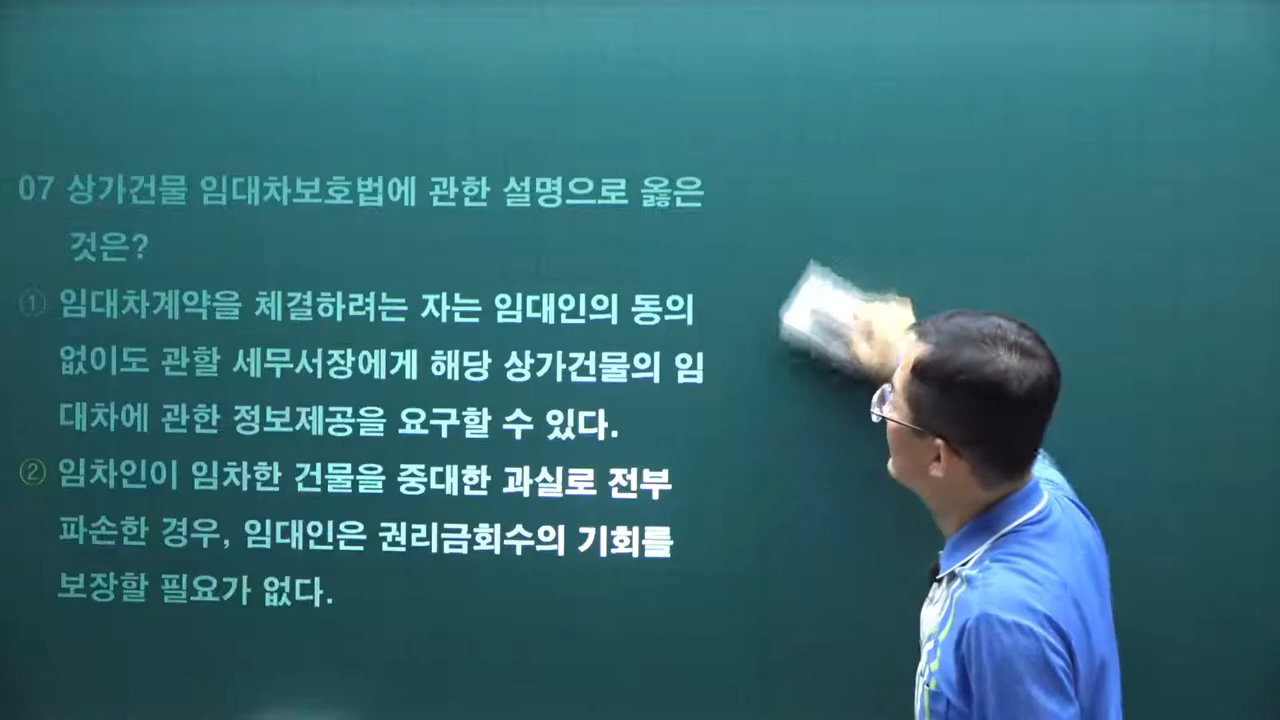 07 상가건물 임대차보호법에 관한 설명으로 옳은
것은?
① 임대차계약을 체결하려는 자는 임대인의 동의
없이도 관할 세무서장에게 해당 상가건물의 임
대차에 관한 정보제공을 요구할 수 있다.
② 임차인이 임차한 건물을 중대한 과실로 전부
파손한 경우, 임대인은 권리금회수의 기회를
보장할 필요가 없다.